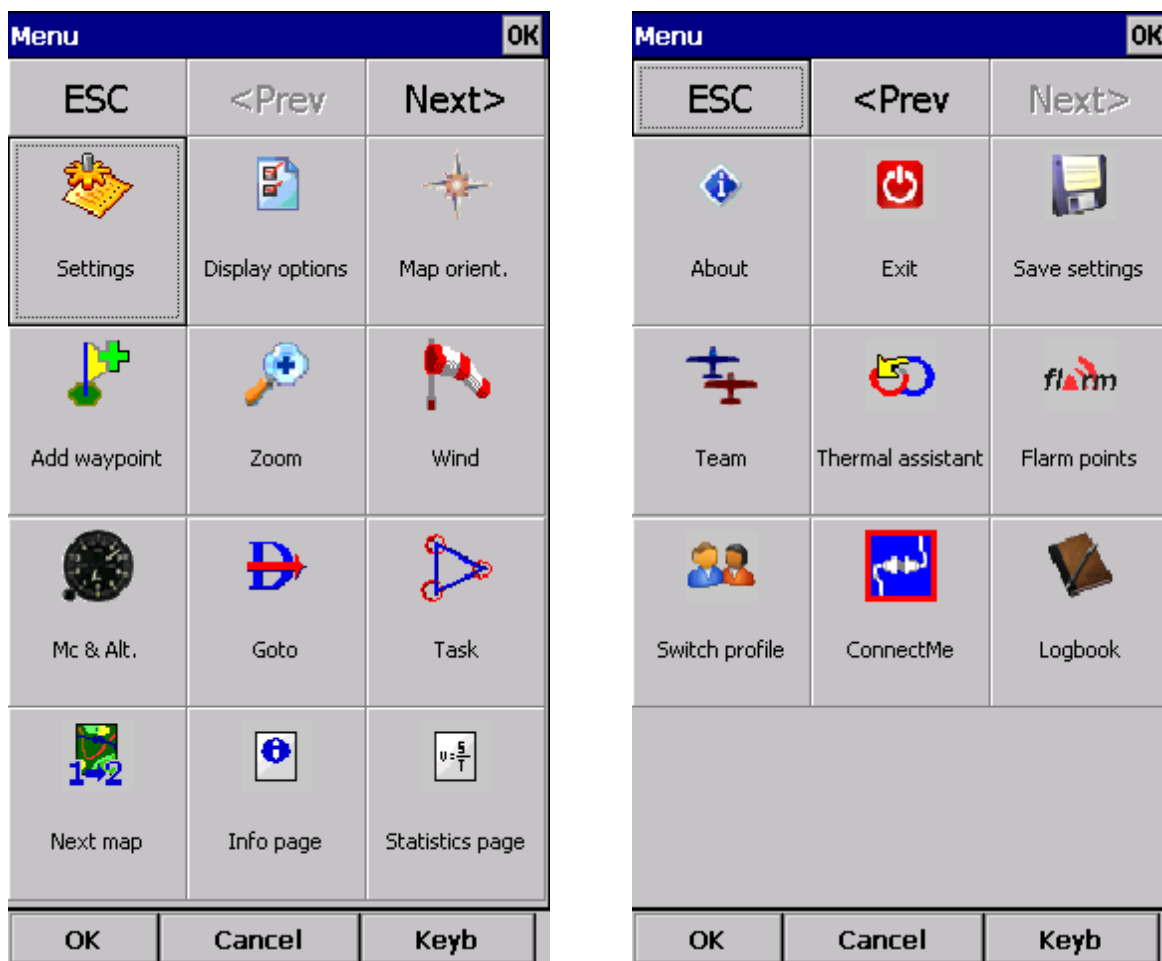 Menu OK
ESC <Prev Next>
Settings Display options Map orient.
Add waypoint Zoom Wind
Mc & Alt. Goto Task
1→2 v=S/T
Next map Info page Statistics page
OK Cancel Keyb
Menu OK
ESC <Prev Next>
About Exit Save settings
flarm
Team Thermal assistant Flarm points
Switch profile ConnectMe Logbook
OK Cancel Keyb